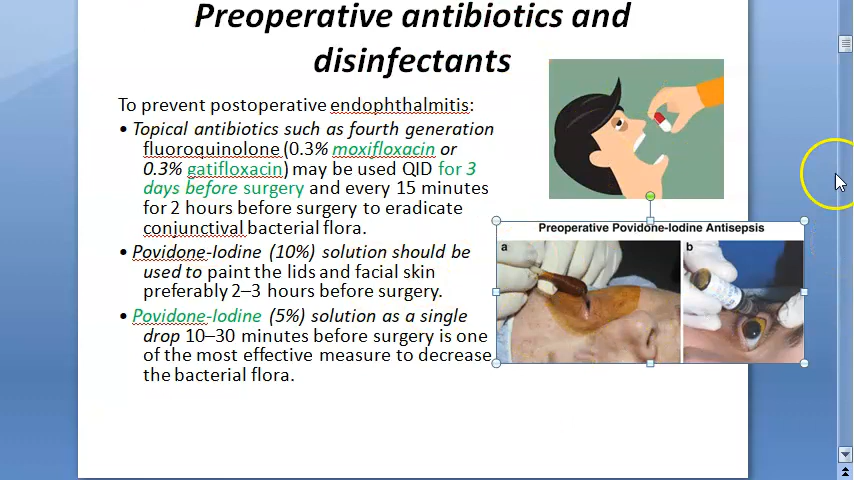 Preoperative antibiotics and
disinfectants
To prevent postoperative endophthalmitis:
• Topical antibiotics such as fourth generation
fluoroquinolone (0.3% moxifloxacin or
0.3% gatifloxacin) may be used QID for 3
days before surgery and every 15 minutes
for 2 hours before surgery to eradicate
conjunctival bacterial flora.
• Povidone-Iodine (10%) solution should be
used to paint the lids and facial skin
preferably 2–3 hours before surgery.
• Povidone-Iodine (5%) solution as a single
drop 10–30 minutes before surgery is one
of the most effective measure to decrease
the bacterial flora.
Preoperative Povidone-Iodine Antisepsis
a
b